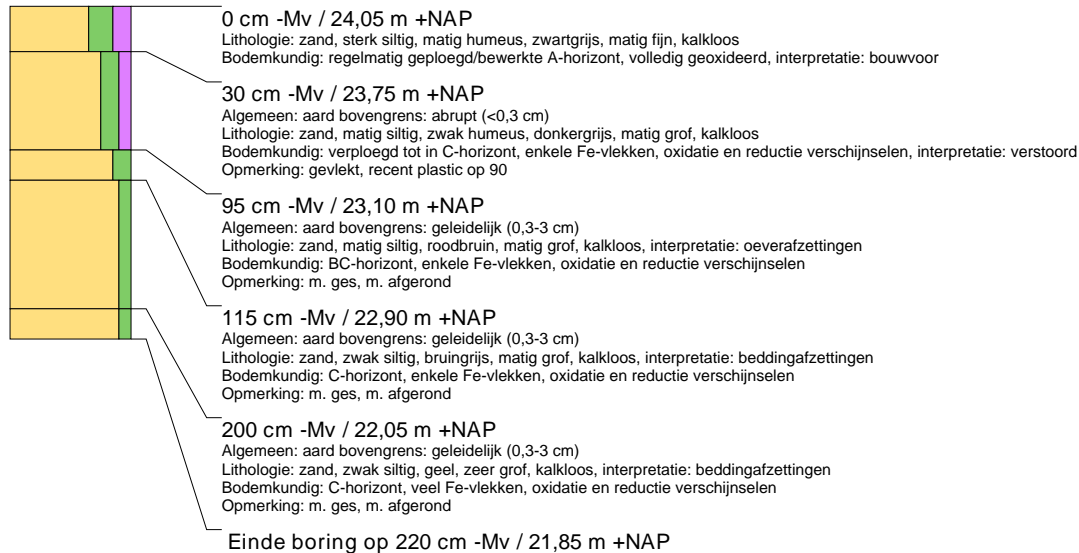 0 cm -Mv / 24,05 m +NAP
Lithologie: zand, sterk siltig, matig humeus, zwartgrijs, matig fijn, kalkloos
Bodemkundig: regelmatig geploegd/bewerkte A-horizont, volledig geoxideerd, interpretatie: bouwvoor
30 cm -Mv / 23,75 m +NAP
Algemeen: aard bovengrens: abrupt (<0,3 cm)
Lithologie: zand, matig siltig, zwak humeus, donkergrijs, matig grof, kalkloos
Bodemkundig: verploegd tot in C-horizont, enkele Fe-vlekken, oxidatie en reductie verschijnselen, interpretatie: verstoord
Opmerking: gevlekt, recent plastic op 90
95 cm -Mv / 23,10 m +NAP
Algemeen: aard bovengrens: geleidelijk (0,3-3 cm)
Lithologie: zand, matig siltig, roodbruin, matig grof, kalkloos, interpretatie: oeverafzettingen
Bodemkundig: BC-horizont, enkele Fe-vlekken, oxidatie en reductie verschijnselen
Opmerking: m. ges, m. afgerond
115 cm -Mv / 22,90 m +NAP
Algemeen: aard bovengrens: geleidelijk (0,3-3 cm)
Lithologie: zand, zwak siltig, bruingrijs, matig grof, kalkloos, interpretatie: beddingafzettingen
Bodemkundig: C-horizont, enkele Fe-vlekken, oxidatie en reductie verschijnselen
Opmerking: m. ges, m. afgerond
200 cm -Mv / 22,05 m +NAP
Algemeen: aard bovengrens: geleidelijk (0,3-3 cm)
Lithologie: zand, zwak siltig, geel, zeer grof, kalkloos, interpretatie: beddingafzettingen
Bodemkundig: C-horizont, veel Fe-vlekken, oxidatie en reductie verschijnselen
Opmerking: m. ges, m. afgerond
Einde boring op 220 cm -Mv / 21,85 m +NAP